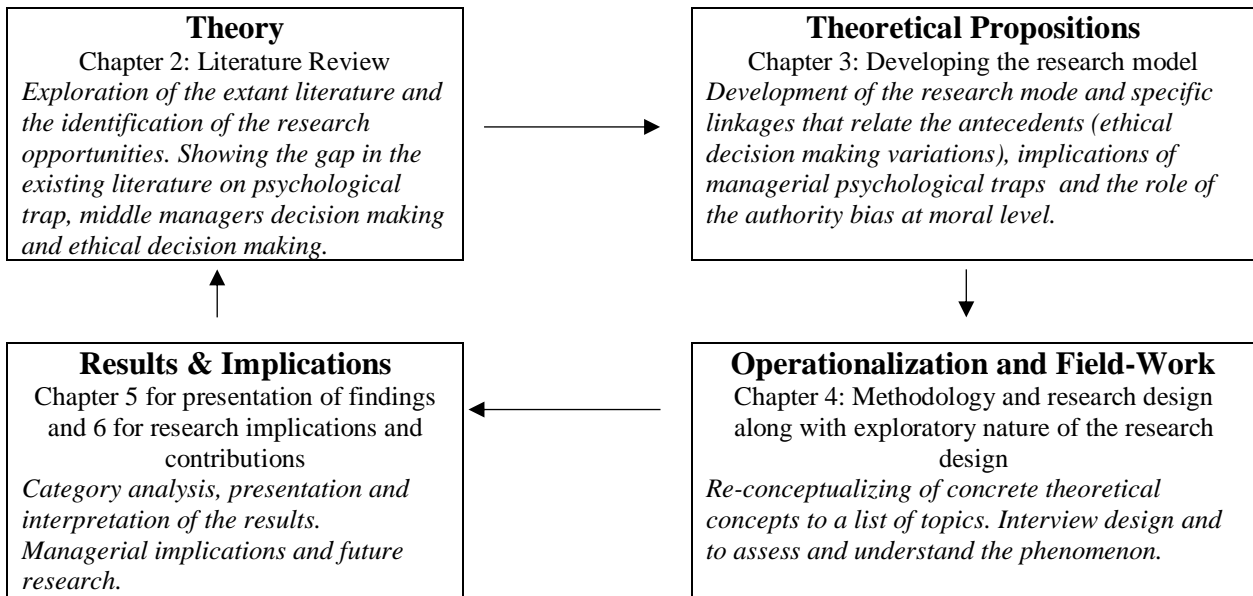 Theory
Chapter 2: Literature Review
Exploration of the extant literature and
the identification of the research
opportunities. Showing the gap in the
existing literature on psychological
trap, middle managers decision making
and ethical decision making.
Theoretical Propositions
Chapter 3: Developing the research model
Development of the research mode and specific
linkages that relate the antecedents (ethical
decision making variations), implications of
managerial psychological traps and the role of
the authority bias at moral level.
Results & Implications
Chapter 5 for presentation of findings
and 6 for research implications and
contributions
Category analysis, presentation and
interpretation of the results.
Managerial implications and future
research.
Operationalization and Field-Work
Chapter 4: Methodology and research design
along with exploratory nature of the research
design
Re-conceptualizing of concrete theoretical
concepts to a list of topics. Interview design and
to assess and understand the phenomenon.